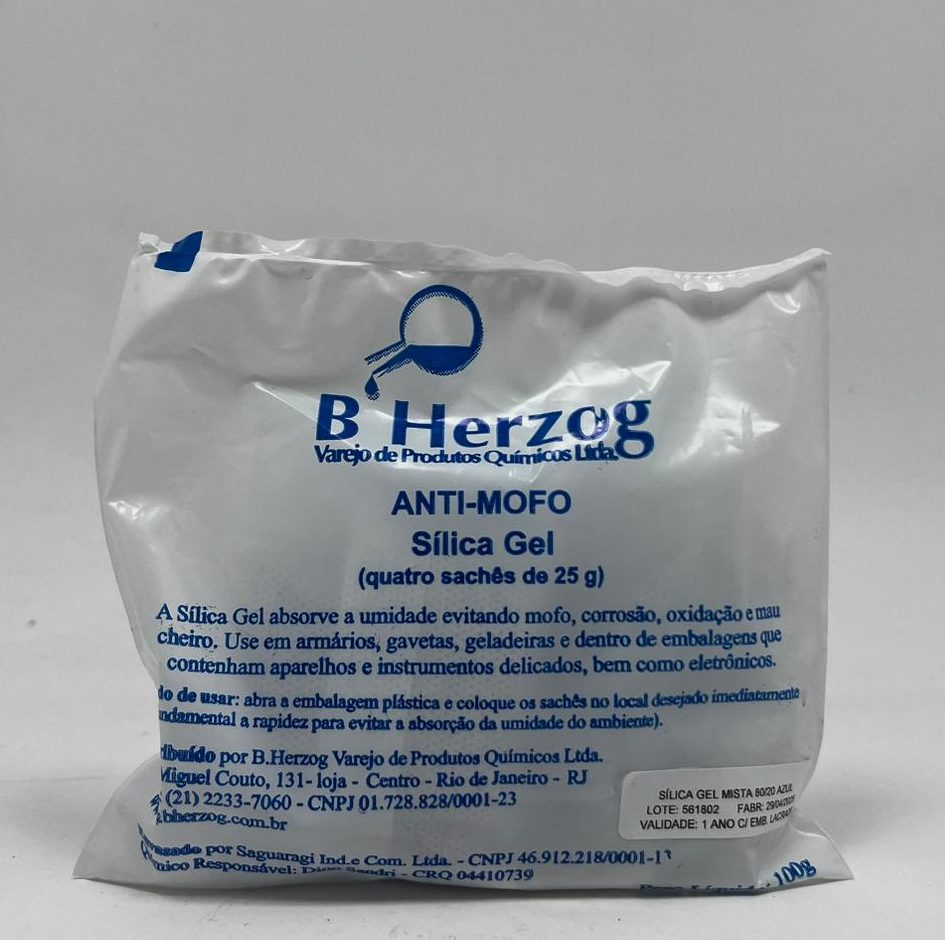 B Herzog
Varejo de Produtos Químicos Ltda.
ANTI-MOFO
Sílica Gel
(quatro sachês de 25 g)
A Sílica Gel absorve a umidade evitando mofo, corrosão, oxidação e mau
cheiro. Use em armários, gavetas, geladeiras e dentro de embalagens que
contenham aparelhos e instrumentos delicados, bem como eletrônicos.
do de usar: abra a embalagem plástica e coloque os sachês no local desejado imediatamente
ndamental a rapidez para evitar a absorção da umidade do ambiente).
ribuído por B.Herzog Varejo de Produtos Químicos Ltda.
Miguel Couto, 131- loja - Centro - Rio de Janeiro - RJ
(21) 2233-7060 - CNPJ 01.728.828/0001-23
bherzog.com.br
SÍLICA GEL MISTA 80/20 AZUL
LOTE: 561802 FABR: 29/04/
VALIDADE: 1 ANO C/ EMB.
por Saguaragi Ind.e Com. Ltda. - CNPJ 46.912.218/0001-1
Responsável: - CRQ 04410739
100g